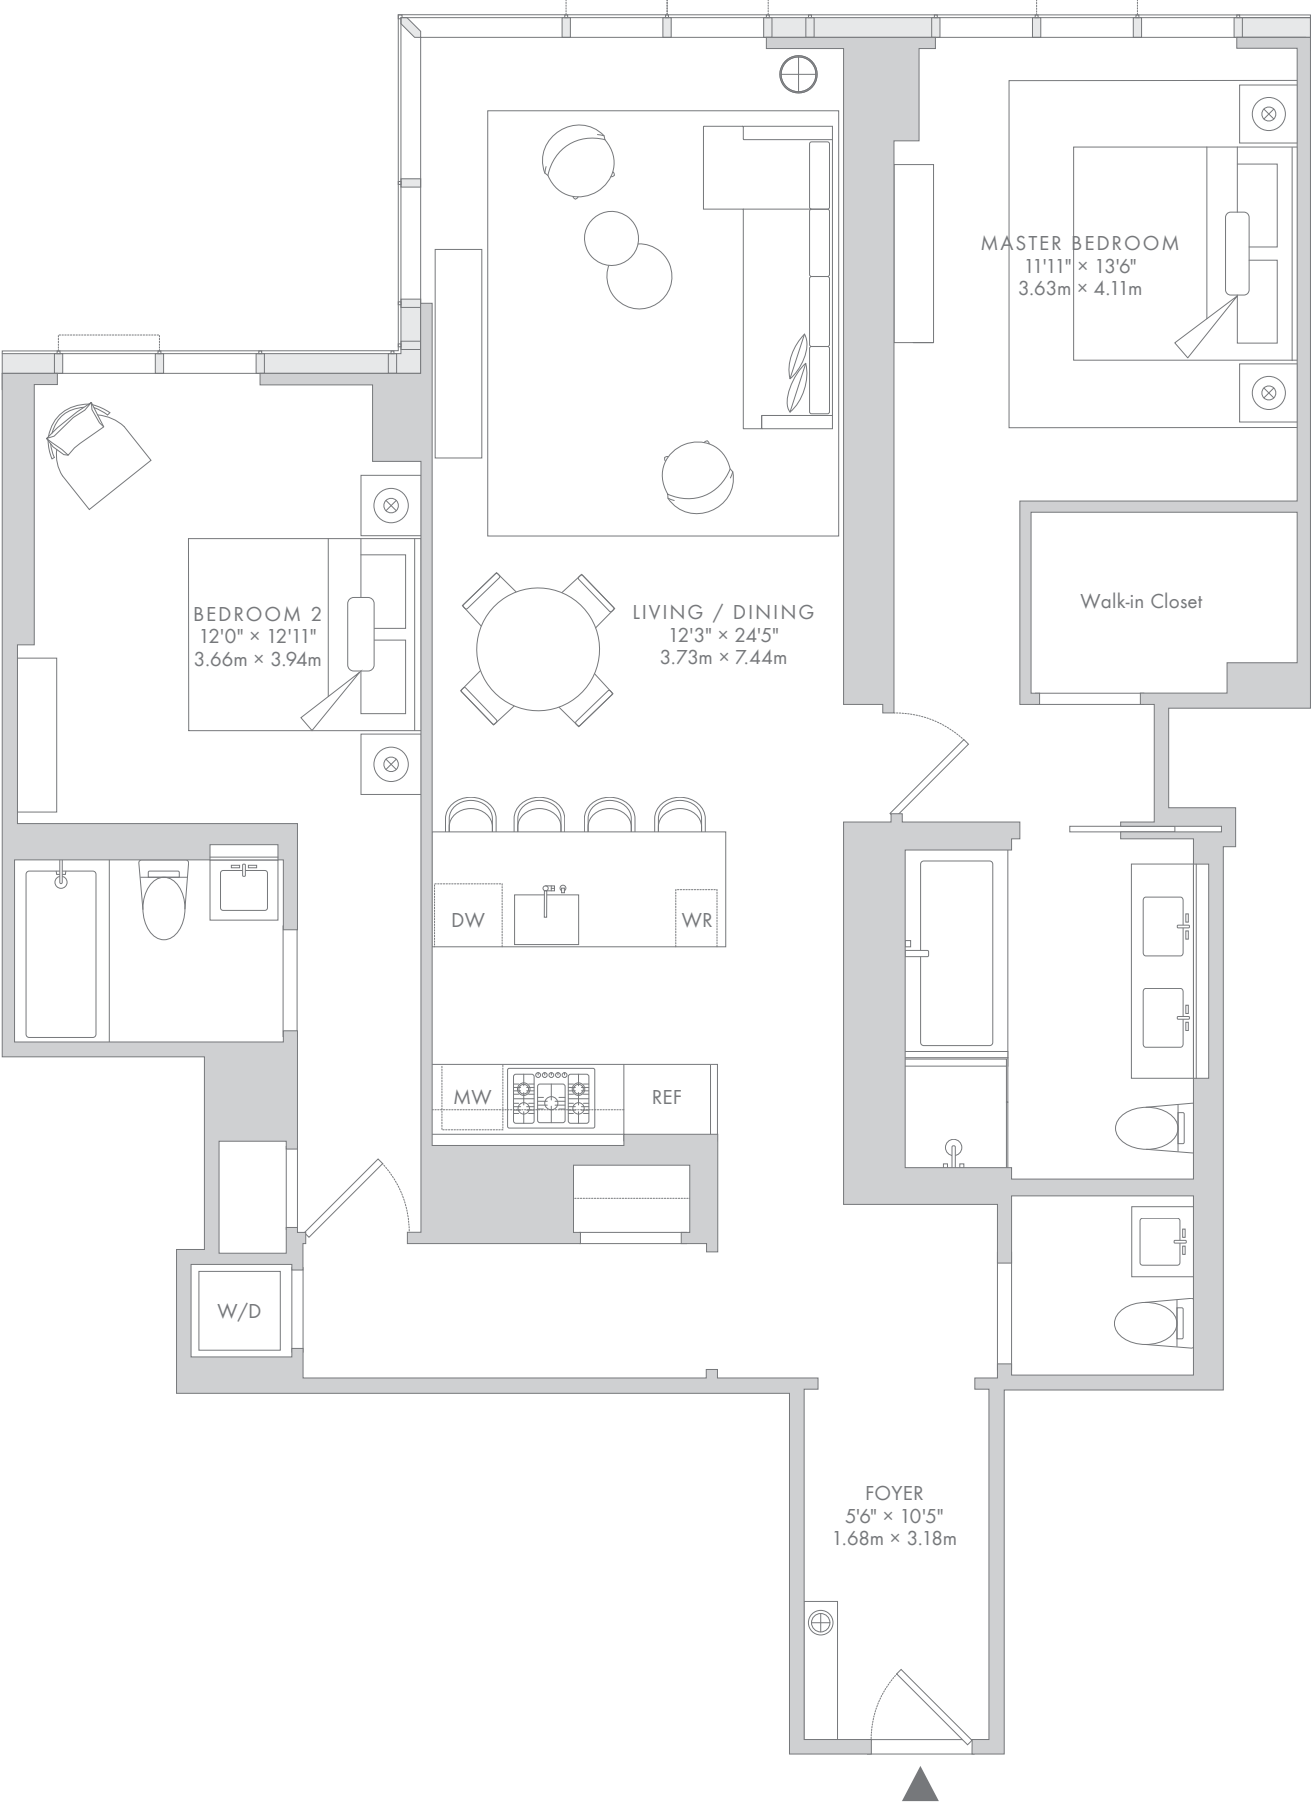 MASTER BEDROOM
11'11" × 13'6"
3.63m × 4.11m
Walk-in Closet
BEDROOM 2
12'0" × 12'11"
3.66m × 3.94m
LIVING / DINING
12'3" × 24'5"
3.73m × 7.44m
DW
WR
MW
REF
W/D
FOYER
5'6" × 10'5"
1.68m × 3.18m